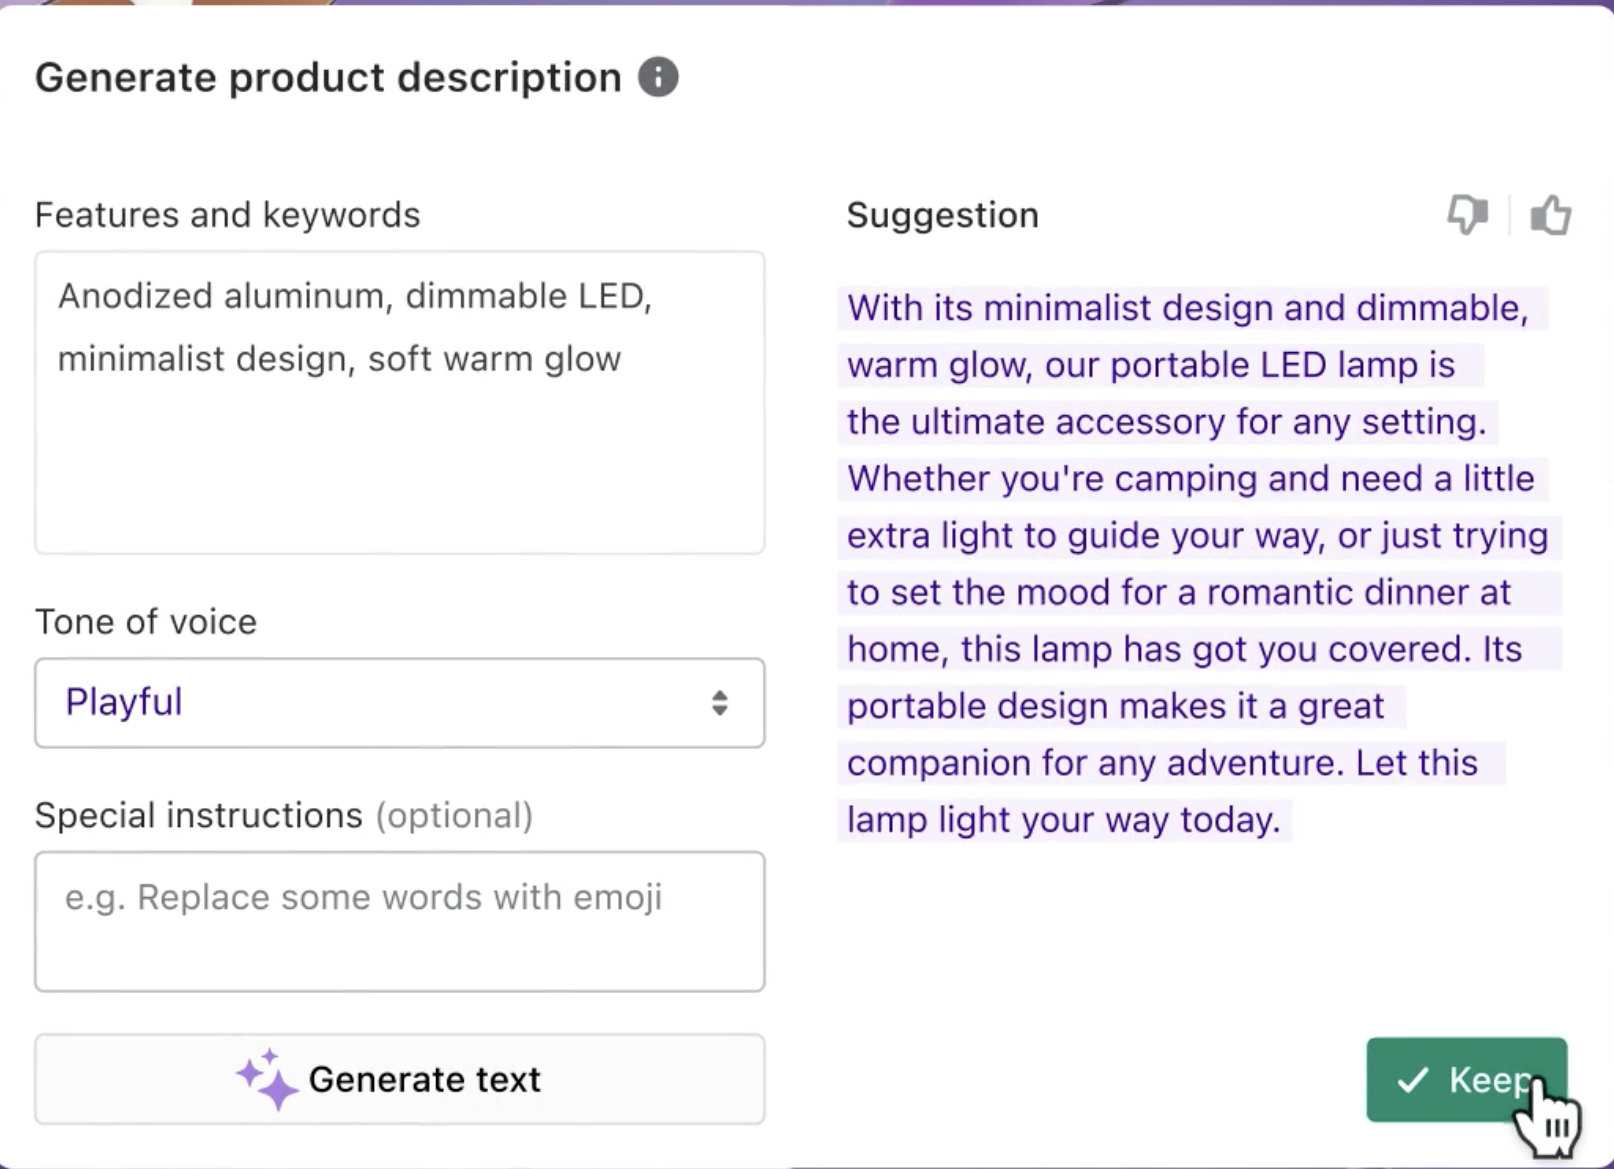 Generate product description
Features and keywords
Anodized aluminum, dimmable LED,
minimalist design, soft warm glow
Tone of voice
Playful
Special instructions (optional)
e.g. Replace some words with emoji
Generate text
Suggestion
With its minimalist design and dimmable,
warm glow, our portable LED lamp is
the ultimate accessory for any setting.
Whether you're camping and need a little
extra light to guide your way, or just trying
to set the mood for a romantic dinner at
home, this lamp has got you covered. Its
portable design makes it a great
companion for any adventure. Let this
lamp light your way today.
Keep